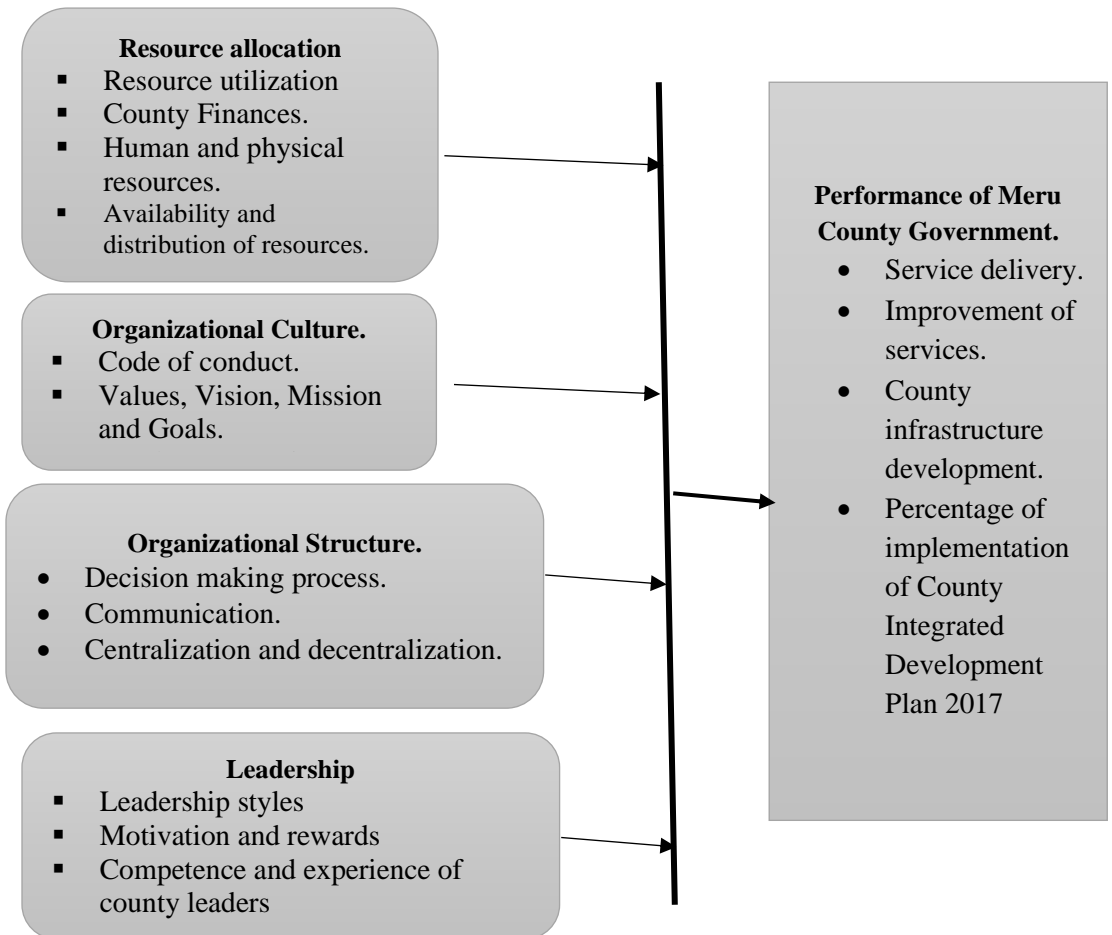 Resource allocation
▪ Resource utilization
▪ County Finances.
▪ Human and physical
resources.
▪ Availability and
distribution of resources.
Organizational Culture.
▪ Code of conduct.
▪ Values, Vision, Mission
and Goals.
Organizational Structure.
• Decision making process.
• Communication.
• Centralization and decentralization.
Leadership
▪ Leadership styles
▪ Motivation and rewards
▪ Competence and experience of
county leaders
Performance of Meru
County Government.
• Service delivery.
• Improvement of
services.
• County
infrastructure
development.
• Percentage of
implementation
of County
Integrated
Development
Plan 2017